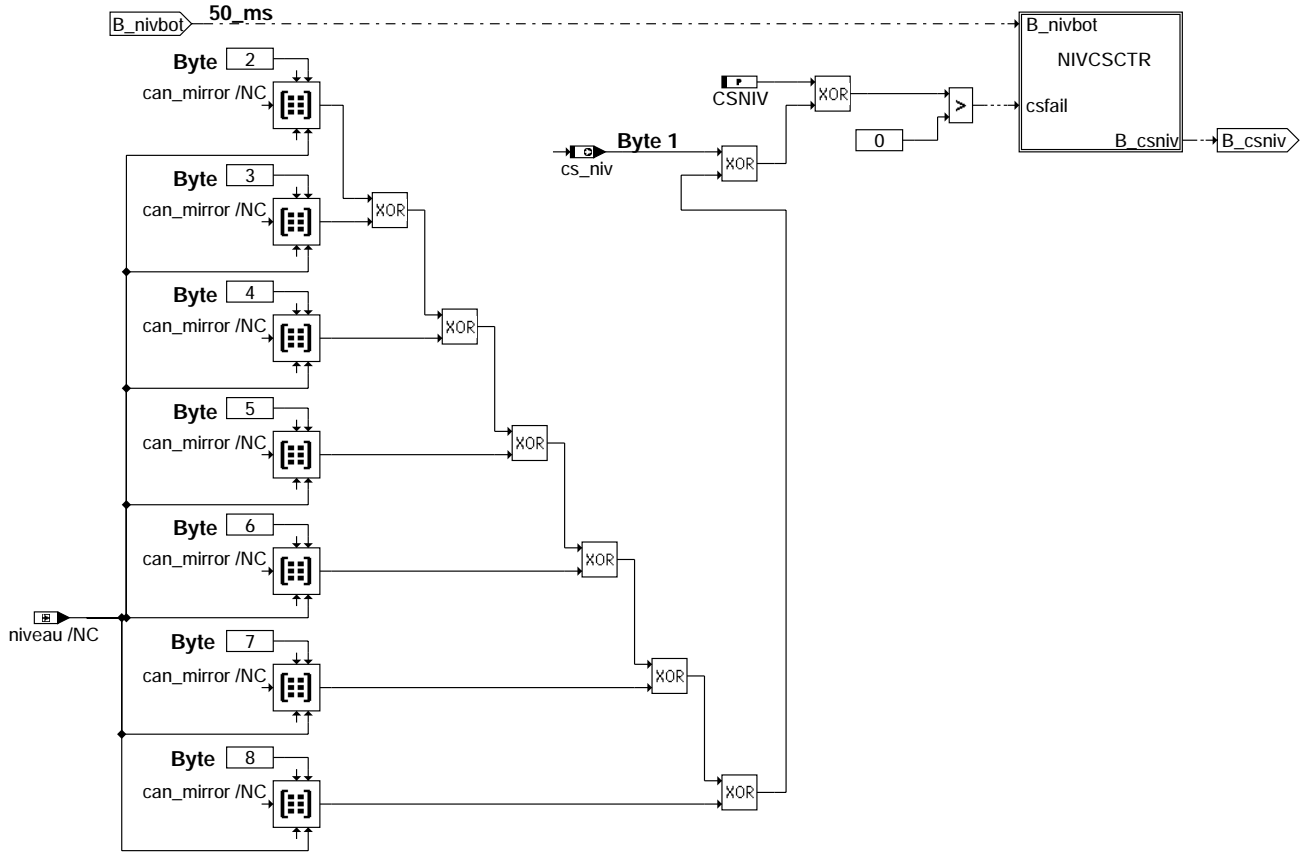 B_nivbot
50_ms
B_nivbot
NIVCSCTR
csfail
B_csniv
B_csniv
Byte 2
can_mirror /NC
P
CSNIV
XOR
>
0
Byte 1
cs_niv
XOR
Byte 3
can_mirror /NC
XOR
Byte 4
can_mirror /NC
XOR
Byte 5
can_mirror /NC
XOR
Byte 6
can_mirror /NC
XOR
niveau /NC
Byte 7
can_mirror /NC
XOR
Byte 8
can_mirror /NC
XOR